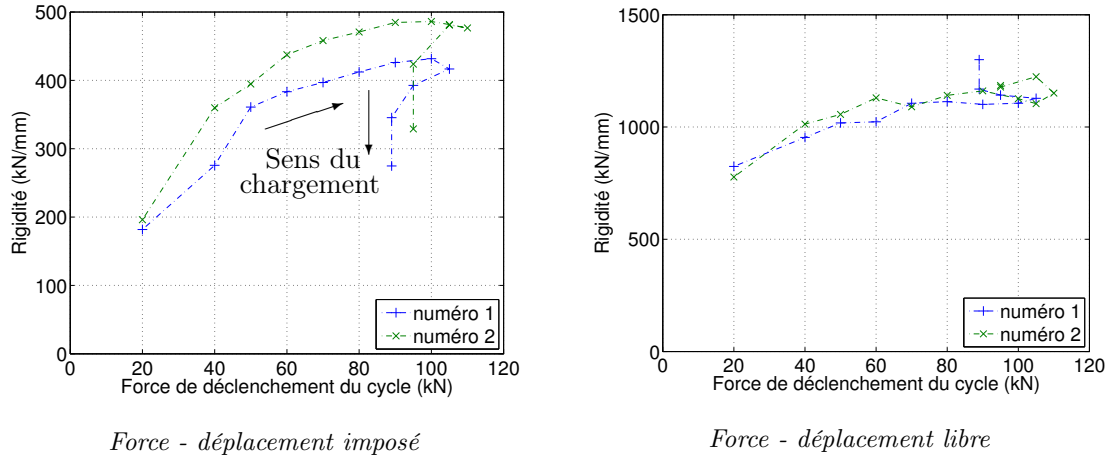 500
400
300
200
100
0
0 20 40 60 80 100 120
Rigidité (kN/mm)
Force de déclenchement du cycle (kN)
Sens du
chargement
numéro 1
numéro 2
Force - déplacement imposé
1500
1000
500
0
0 20 40 60 80 100 120
Rigidité (kN/mm)
Force de déclenchement du cycle (kN)
numéro 1
numéro 2
Force - déplacement libre